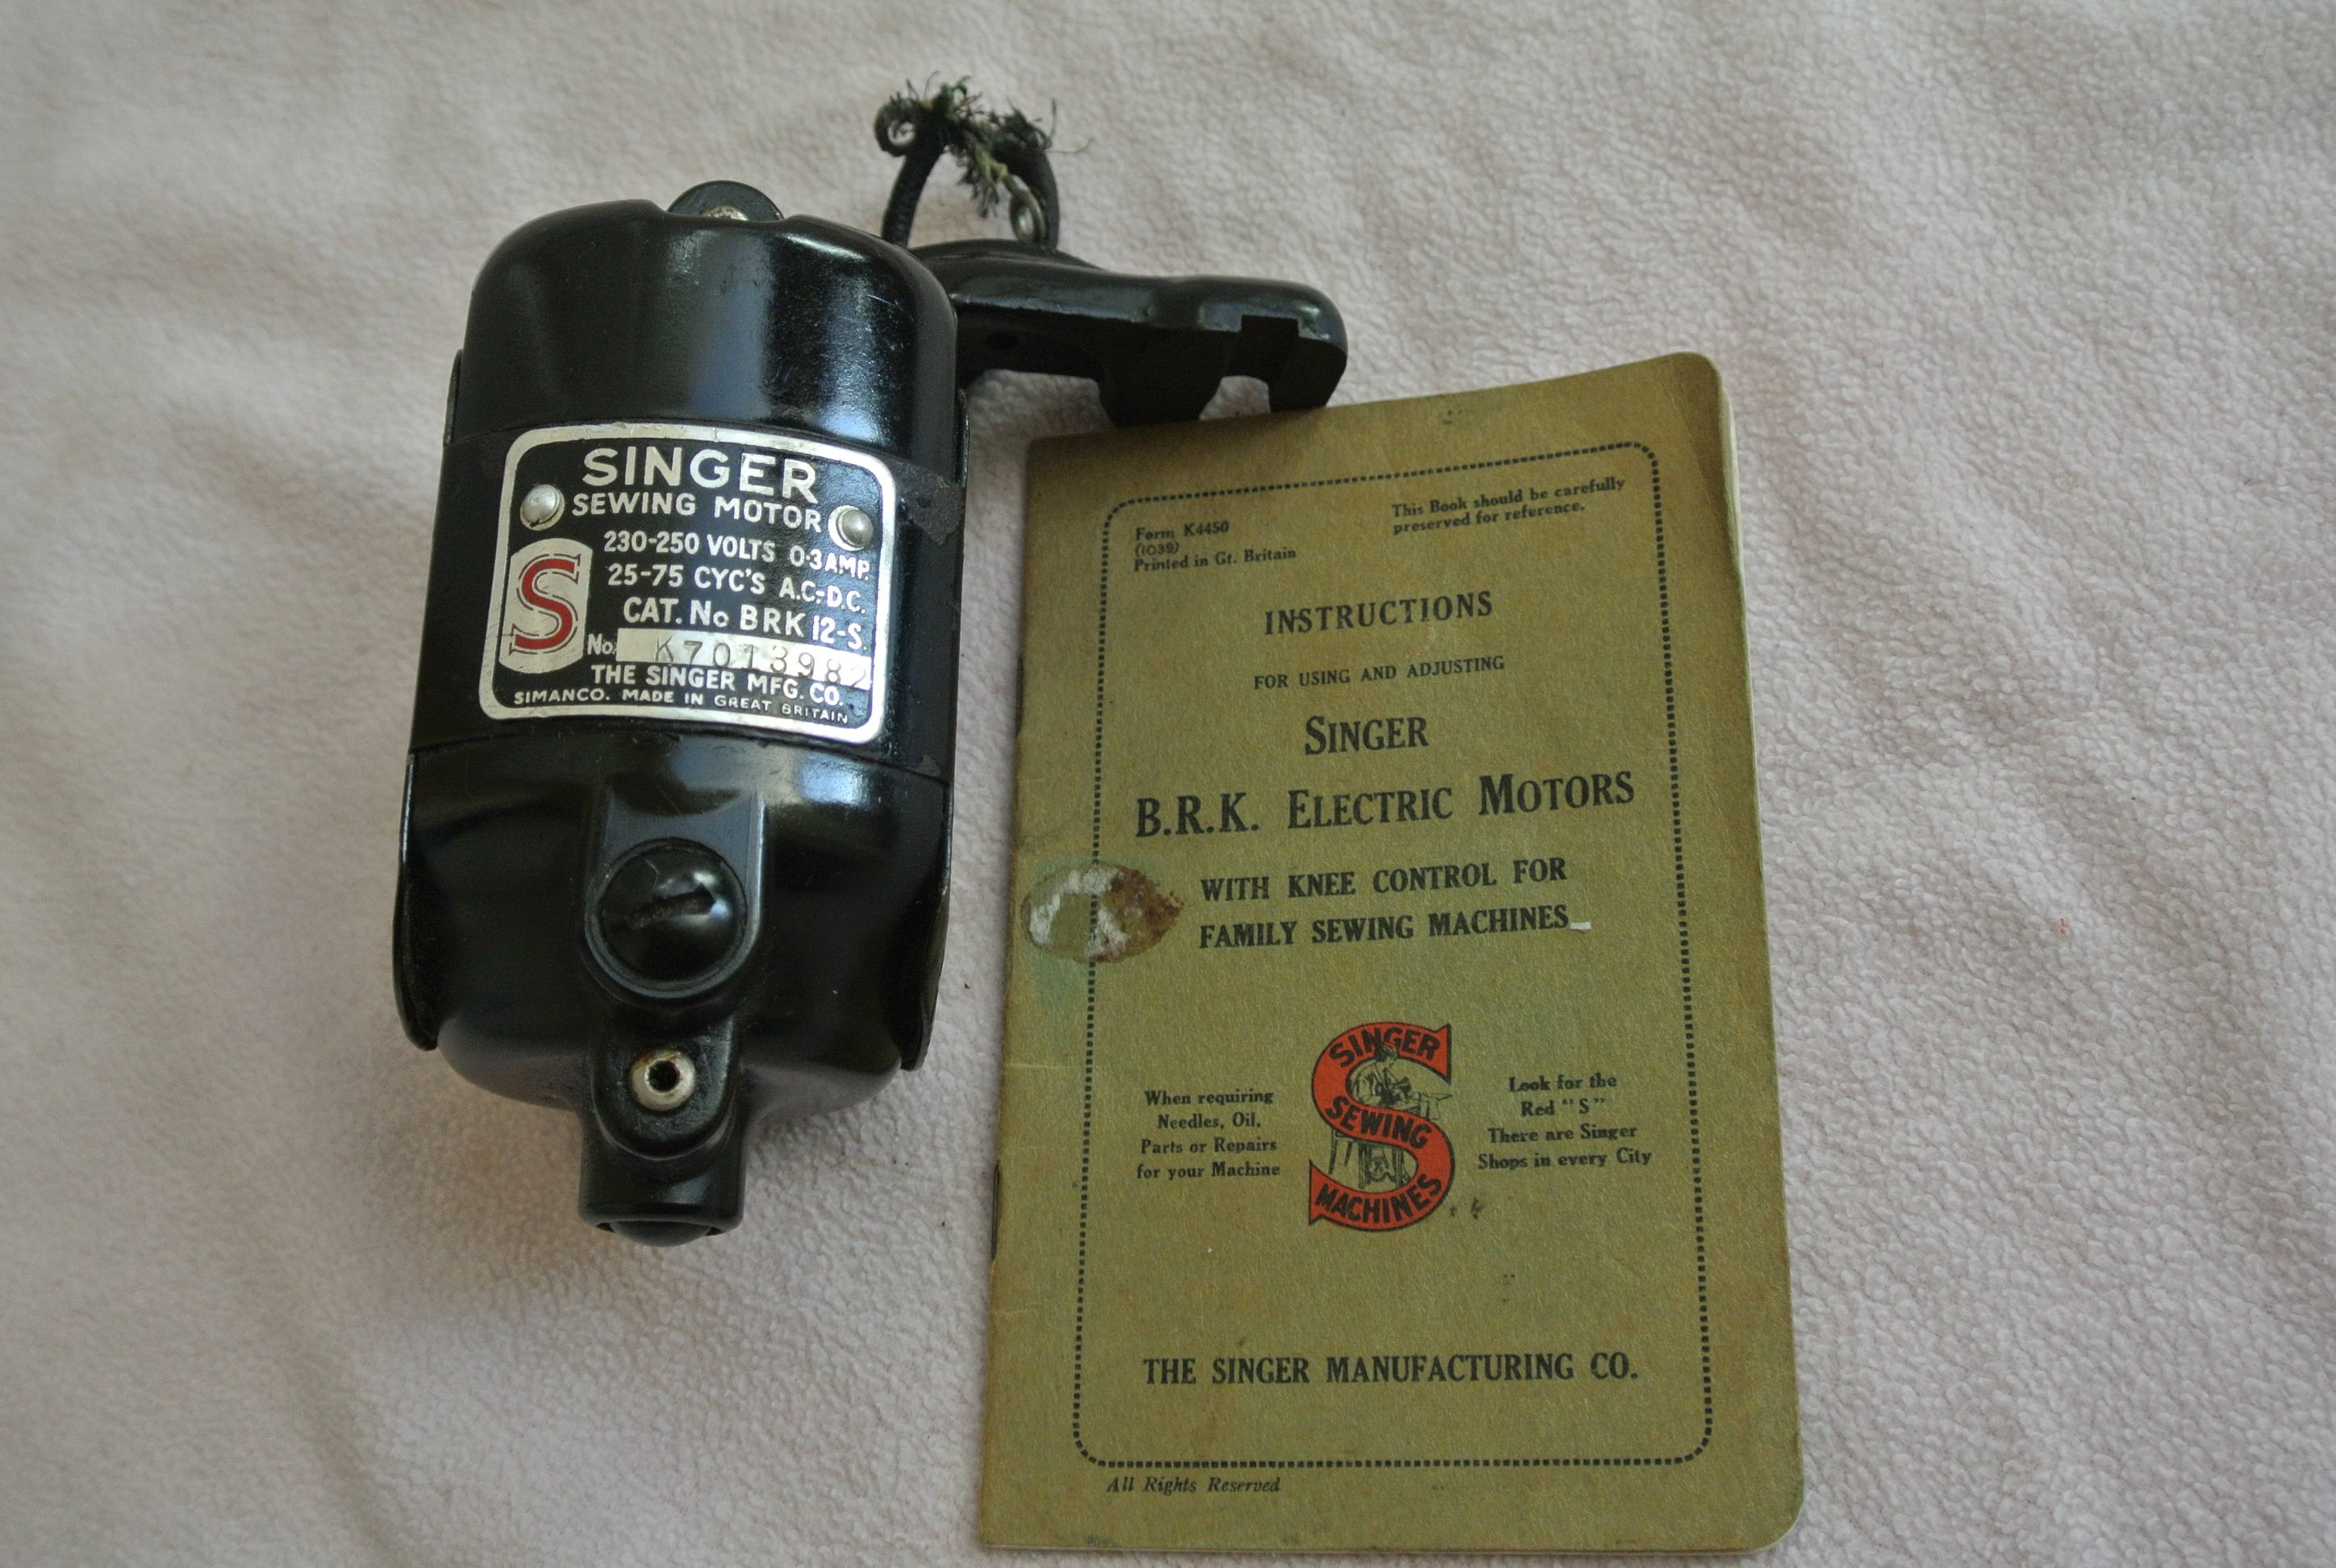 SINGER
SEWING MOTOR
230-250 VOLTS 0·3 AMP.
25-75 CYC'S A.C.-D.C.
CAT. No BRK 12-S.
No. K7013982
THE SINGER MFG. CO.
SIMANCO. MADE IN GREAT BRITAIN
S
Form K4450
(1039)
Printed in Gt. Britain
This Book should be carefully
preserved for reference.
INSTRUCTIONS
FOR USING AND ADJUSTING
SINGER
B.R.K. ELECTRIC MOTORS
WITH KNEE CONTROL FOR
FAMILY SEWING MACHINES
When requiring
Needles, Oil,
Parts or Repairs
for your Machine
SINGER
SEWING
MACHINES
Look for the
Red "S"
There are Singer
Shops in every City
THE SINGER MANUFACTURING CO.
All Rights Reserved